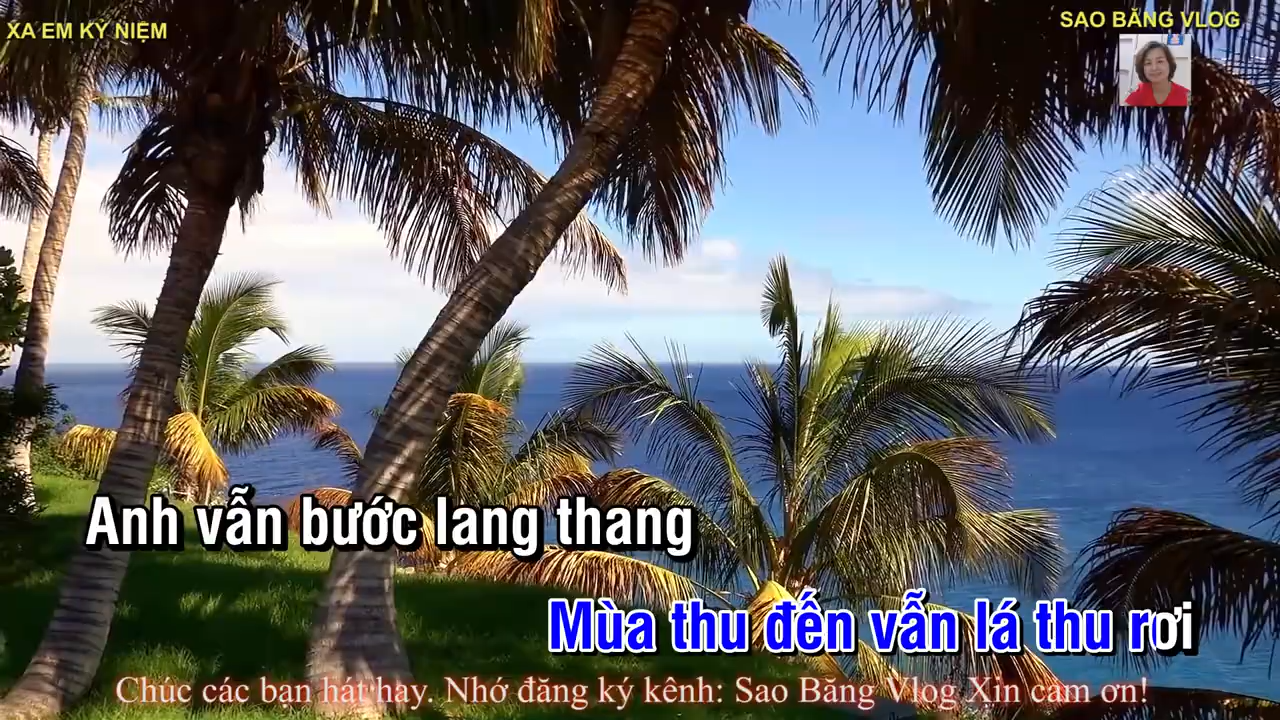 XA EM KỶ NIỆM
SAO BĂNG VLOG
Anh vẫn bước lang thang
Mùa thu đến vẫn lá thu rơi
Chúc các bạn hát hay. Nhớ đăng ký kênh: Sao Băng Vlog Xin cảm ơn!